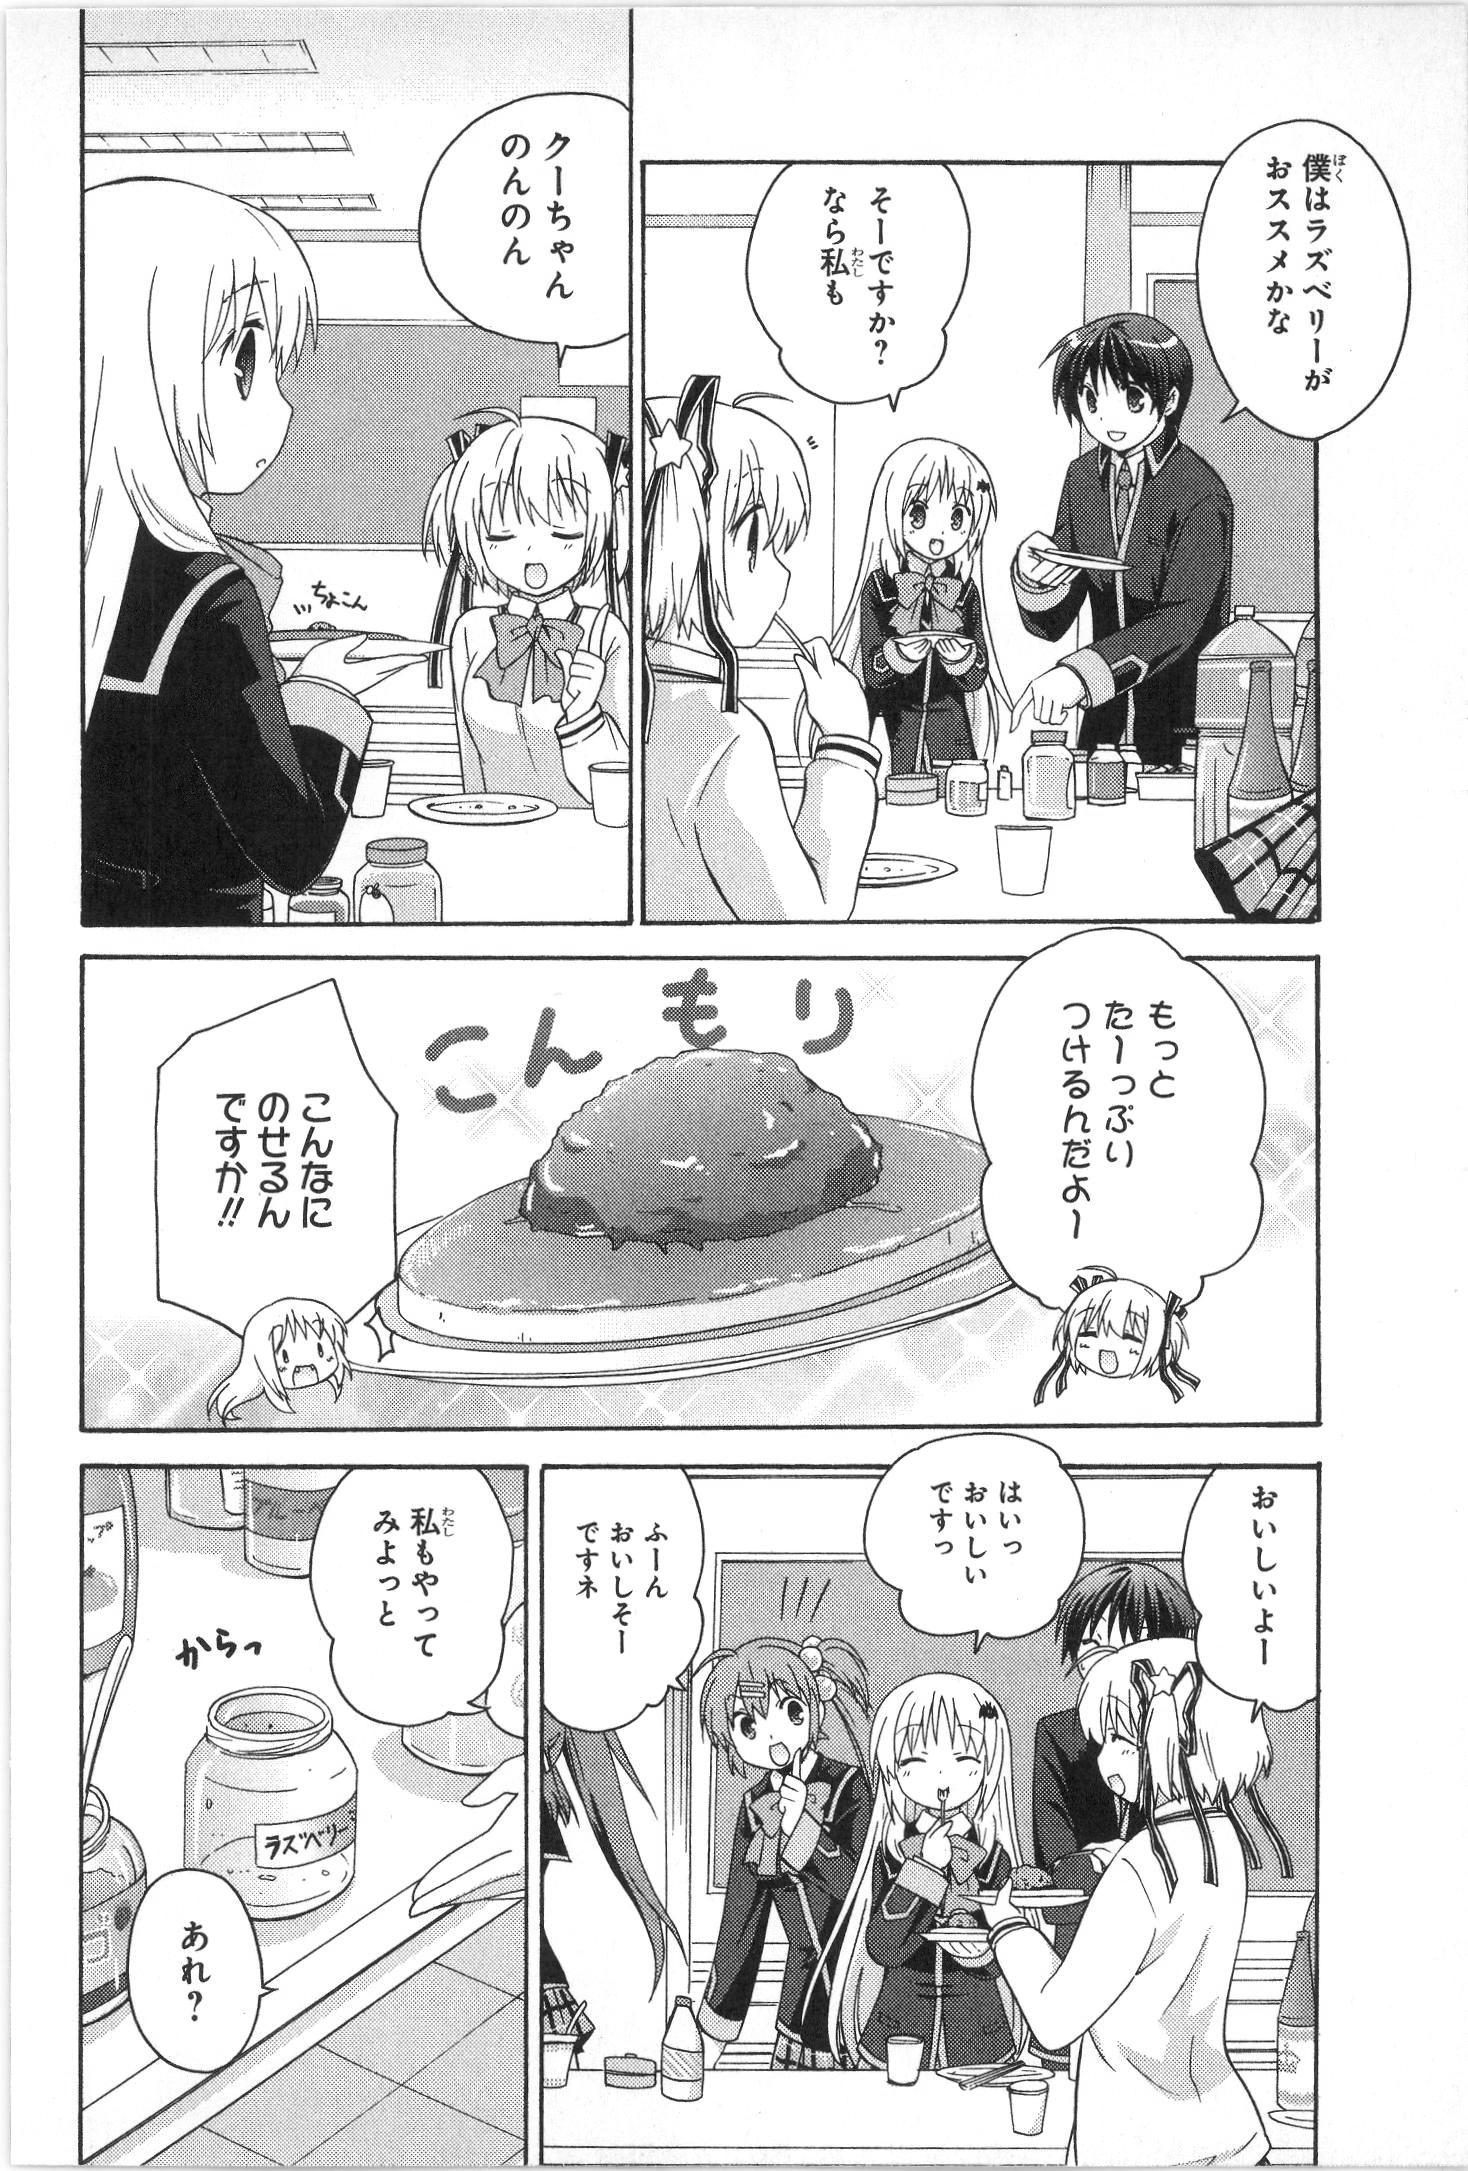 僕はラズベリーが
おススメかな
そーですか？
なら私も
クーちゃん
のんのん
ちょこん
もっと
たーっぷり
つけるんだよー
こんもり
こんなに
のせるん
ですか!!
おいしいよー
はいっ
おいしい
ですっ
ふーん
おいしそー
ですネ
私もやって
みよっと
ブルーベ
からっ
ラズベリー
あれ？